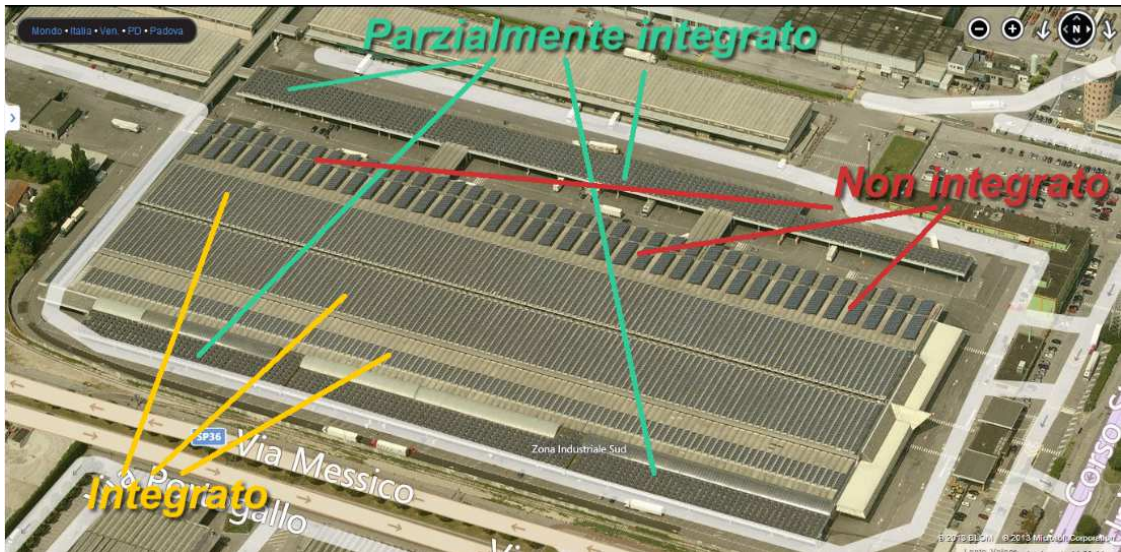 Mondo • Italia • Ven. • PD • Padova
Parzialmente integrato
N
Non integrato
Zona Industriale Sud
SP36
Via Messico
Integrato
Corso S
© 2013 BLOM © 2013 Microsoft Corporation